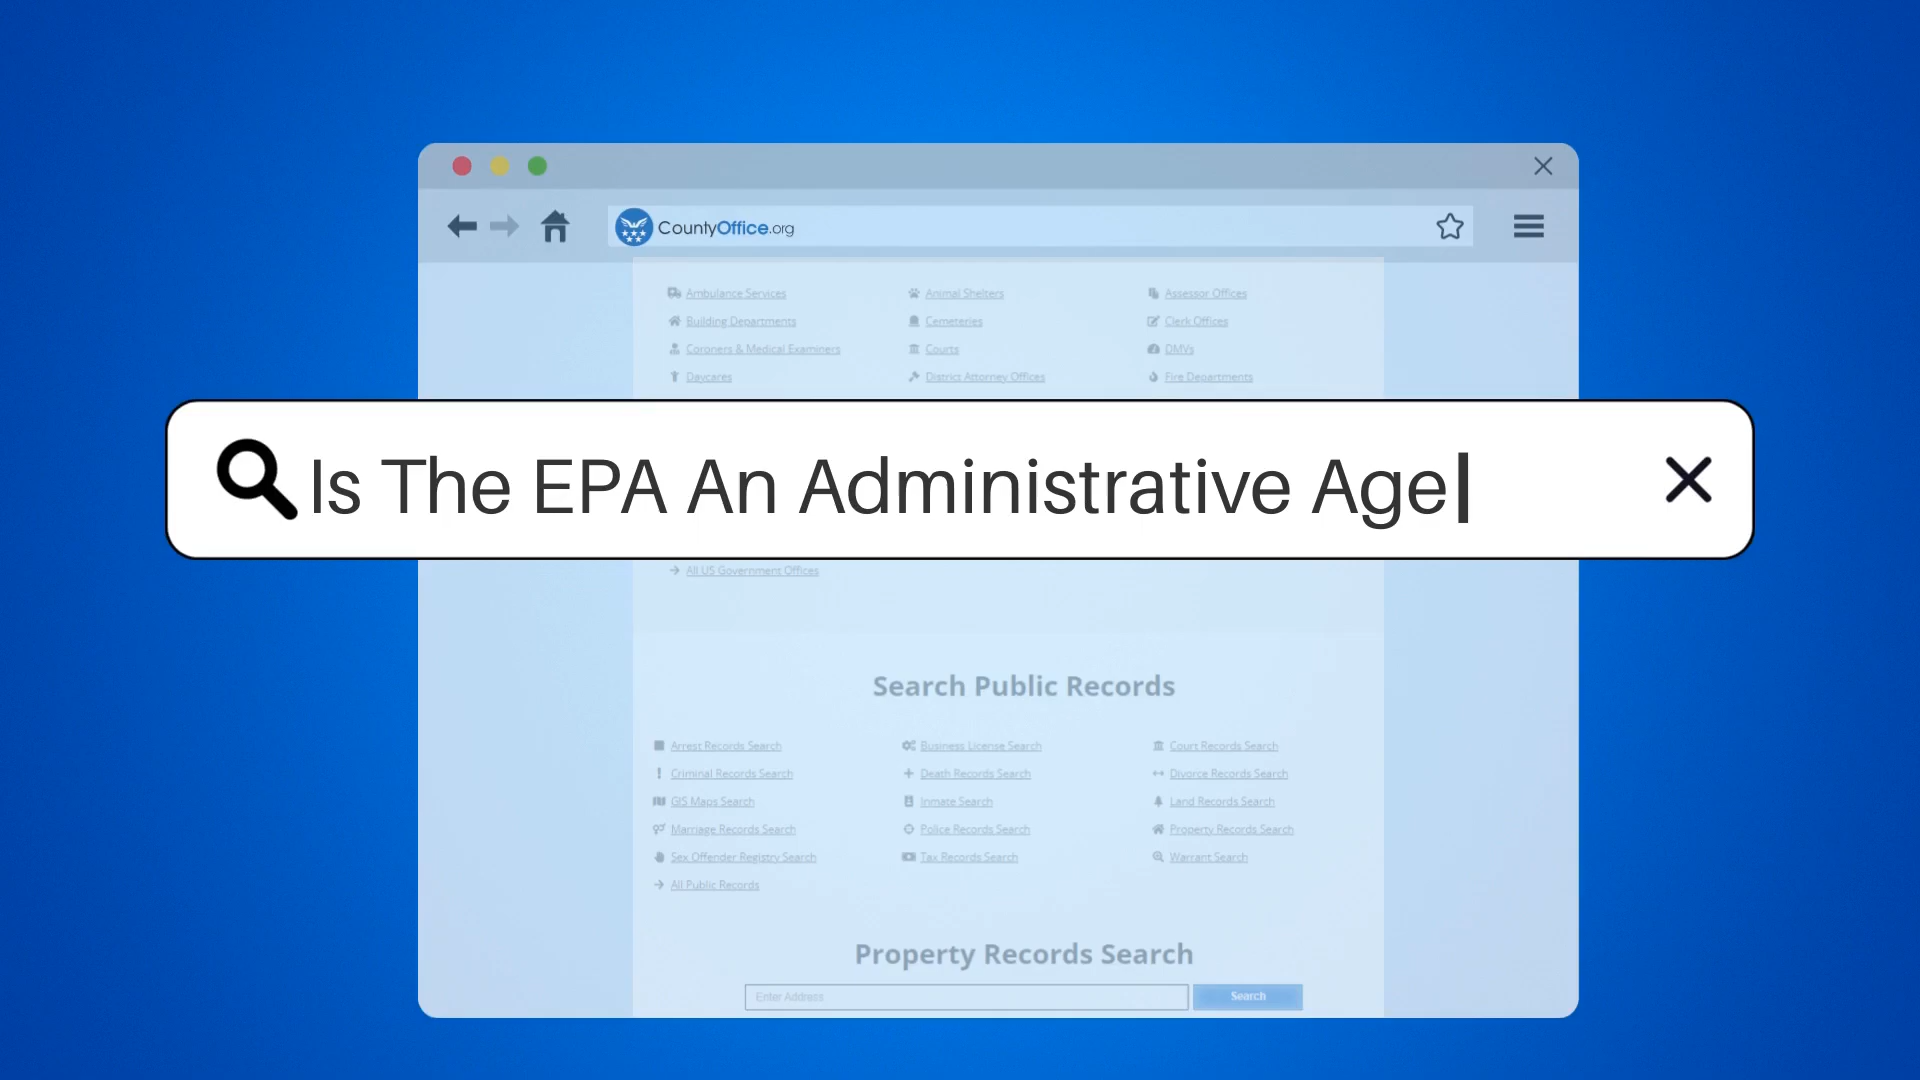 CountyOffice.org
Ambulance Services Animal Shelters Assessor Offices
Building Departments Cemeteries Clerk Offices
Coroners & Medical Examiners Courts DMVs
Daycares District Attorney Offices Fire Departments
Is The EPA An Administrative Age
All US Government Offices
Search Public Records
Arrest Records Search Business License Search Court Records Search
Criminal Records Search Death Records Search Divorce Records Search
GIS Maps Search Inmate Search Land Records Search
Marriage Records Search Police Records Search Property Records Search
Sex Offender Registry Search Tax Records Search Warrant Search
All Public Records
Property Records Search
Enter Address Search